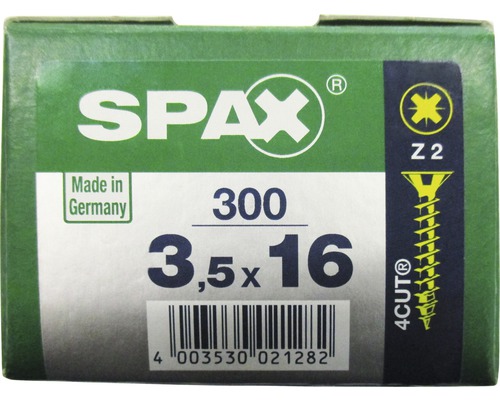 SPAX®
Z 2
Made in
Germany
300
3,5 x 16
4CUT®
4 003530 021282